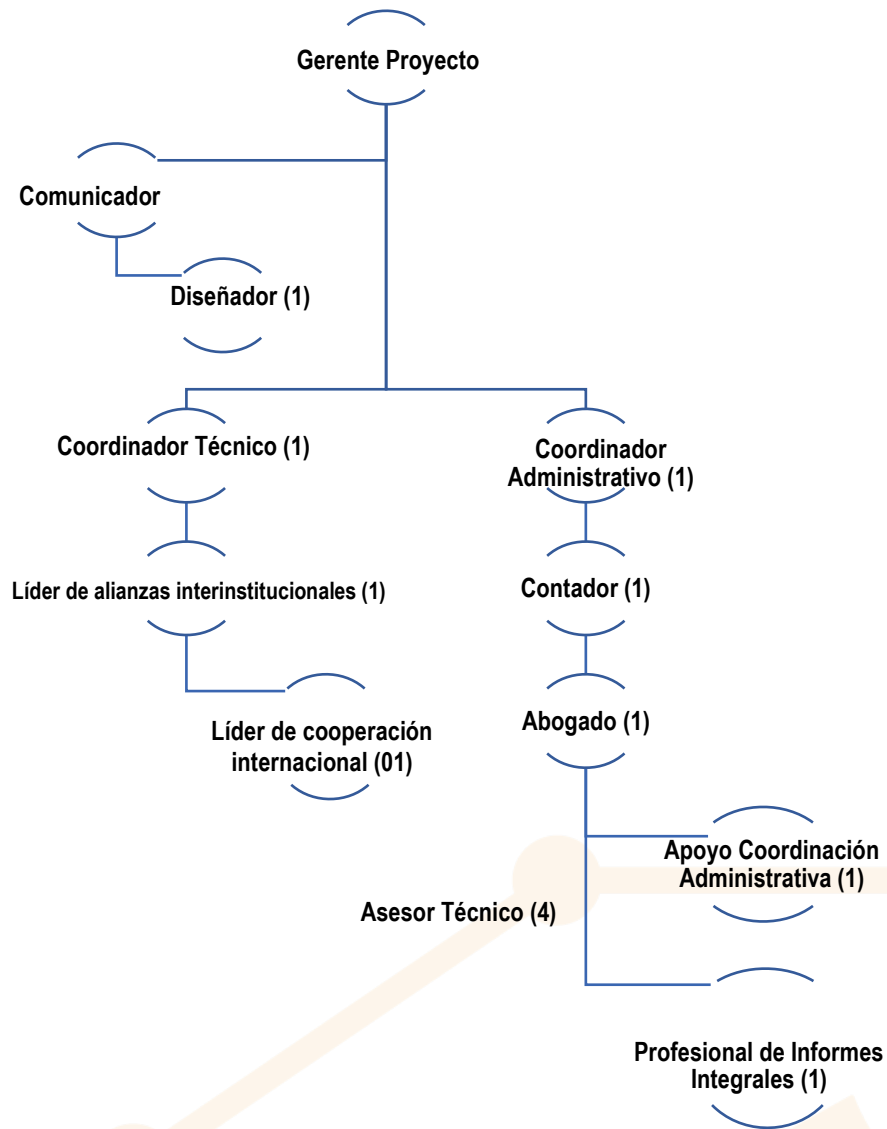 Gerente Proyecto
Comunicador
Diseñador (1)
Coordinador Técnico (1)
Coordinador
Administrativo (1)
Líder de alianzas interinstitucionales (1)
Contador (1)
Líder de cooperación
internacional (01)
Abogado (1)
Apoyo Coordinación
Administrativa (1)
Asesor Técnico (4)
Profesional de Informes
Integrales (1)